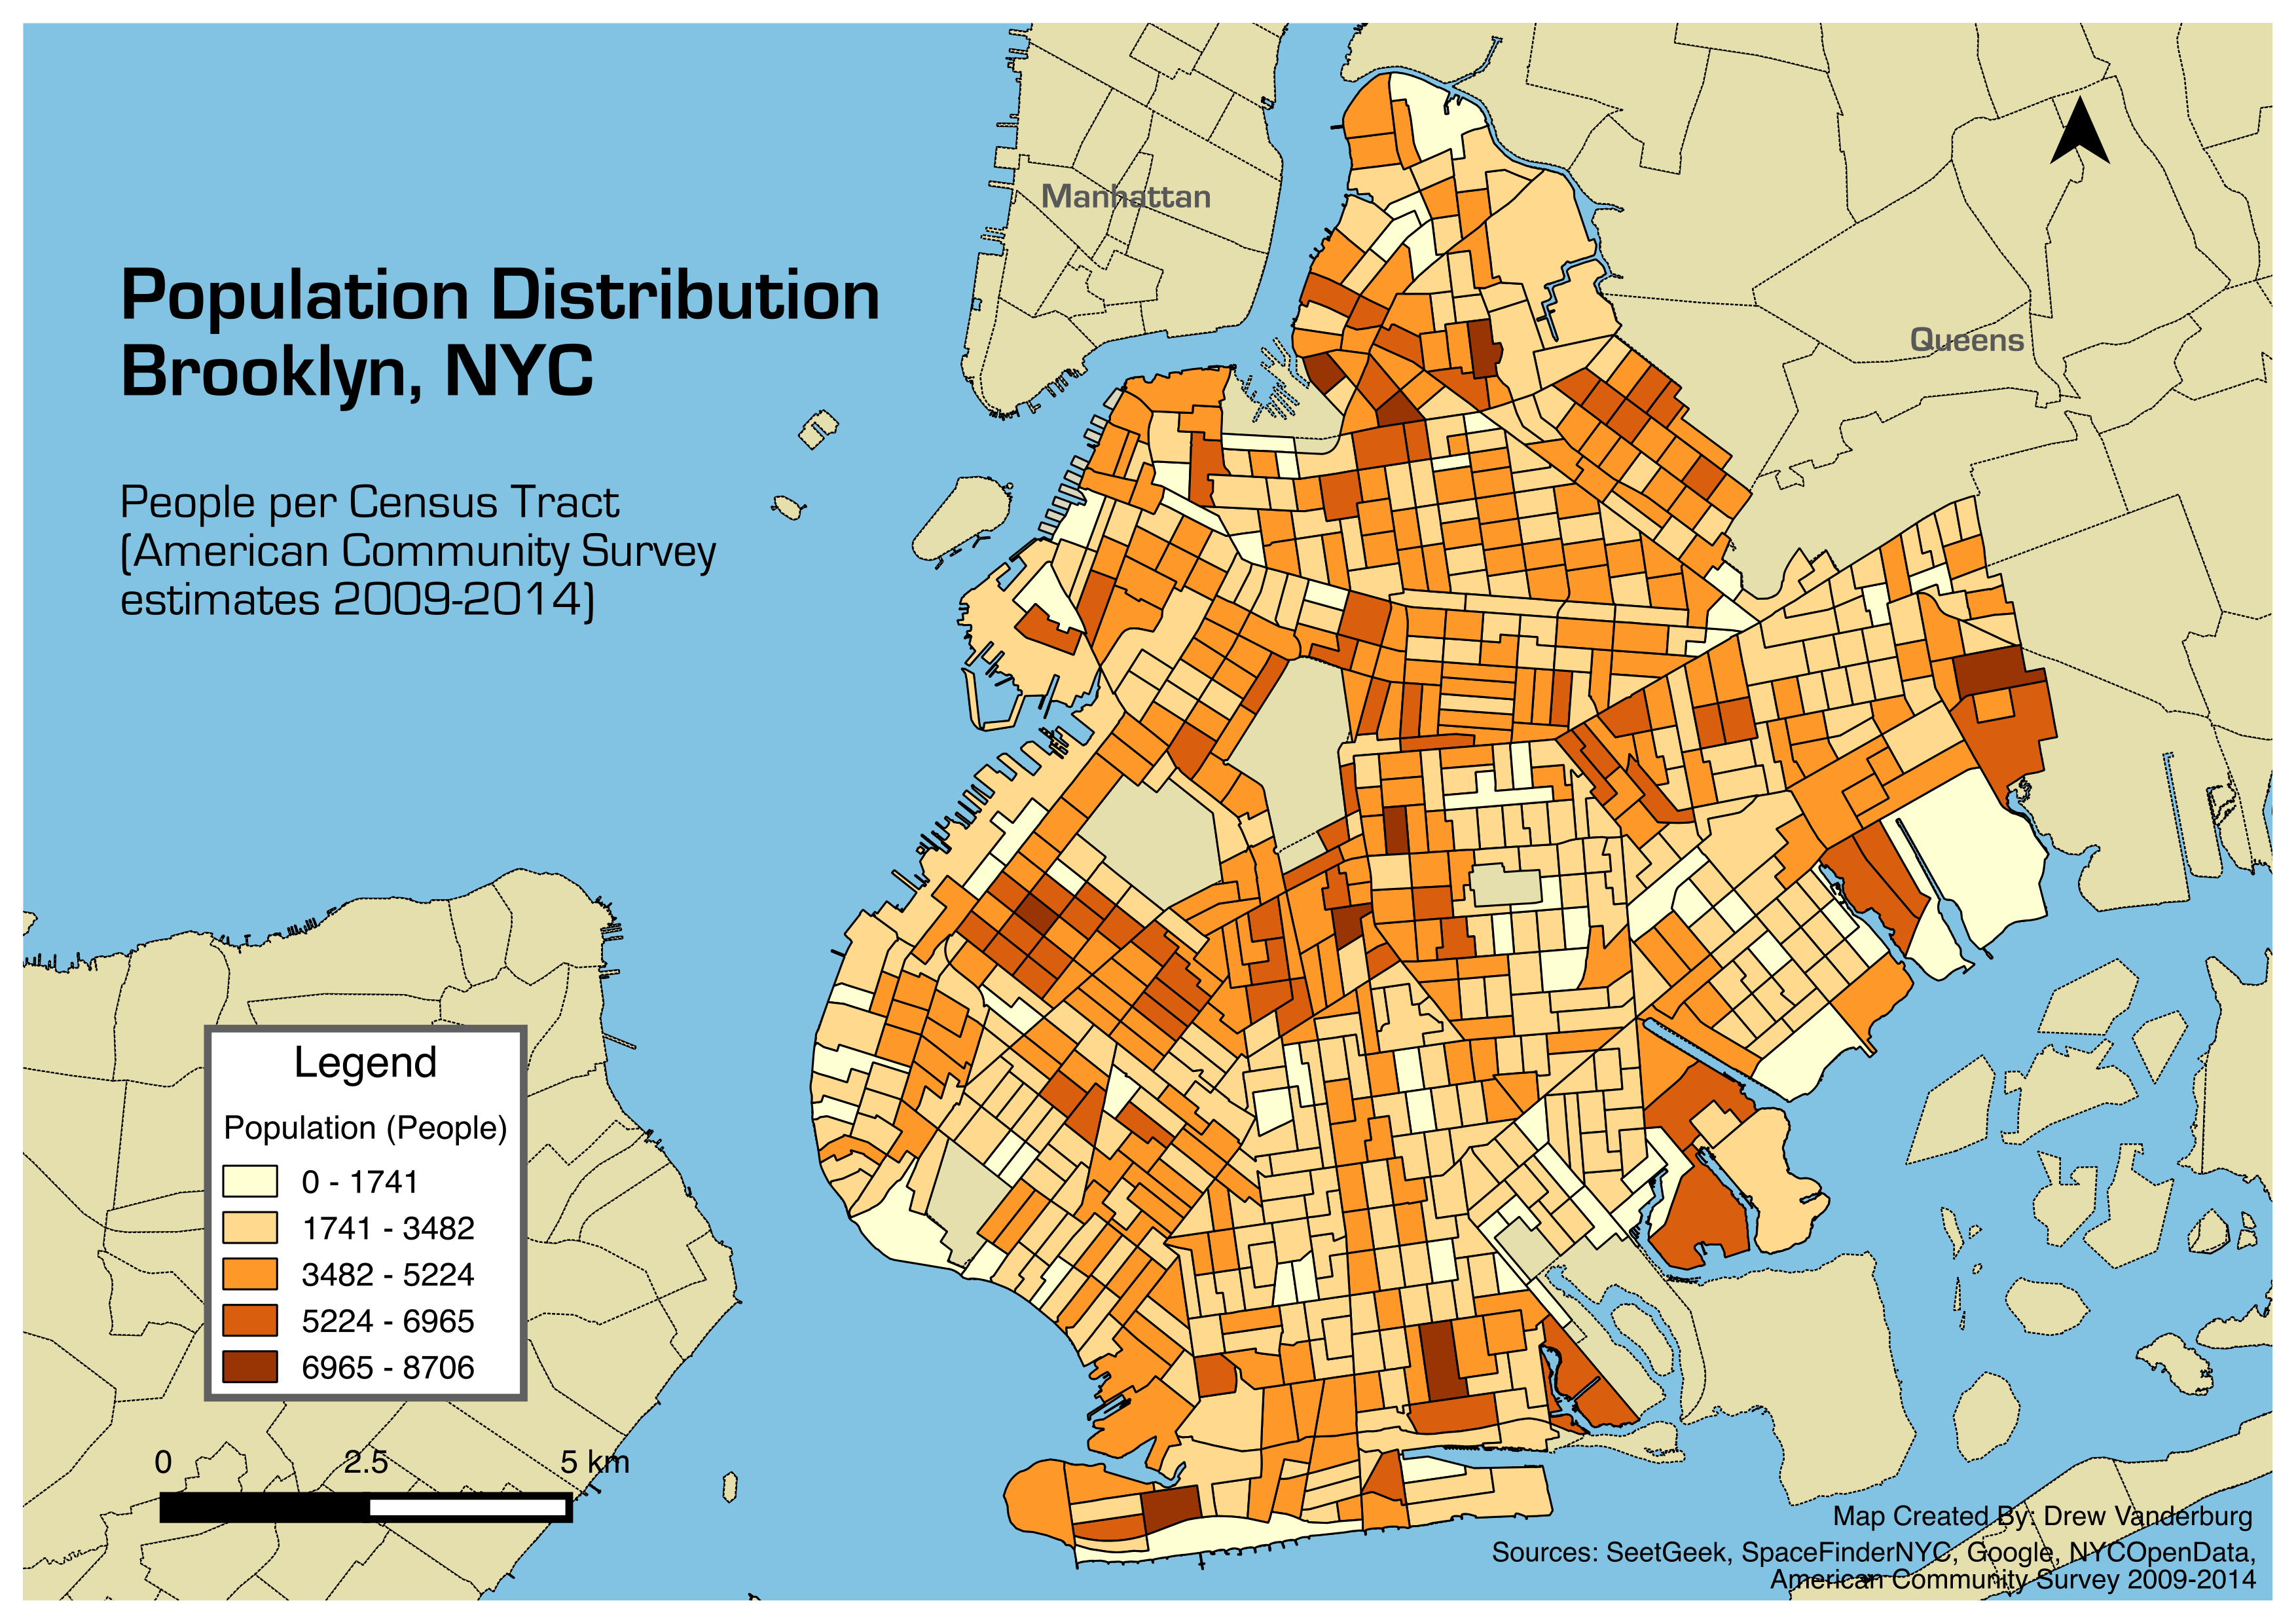 Manhattan
Queens
Population Distribution
Brooklyn, NYC
People per Census Tract
(American Community Survey
estimates 2009-2014)
Legend
Population (People)
0 - 1741
1741 - 3482
3482 - 5224
5224 - 6965
6965 - 8706
0 2.5 5 km
Map Created By: Drew Vanderburg
Sources: SeetGeek, SpaceFinderNYC, Google, NYCOpenData,
American Community Survey 2009-2014